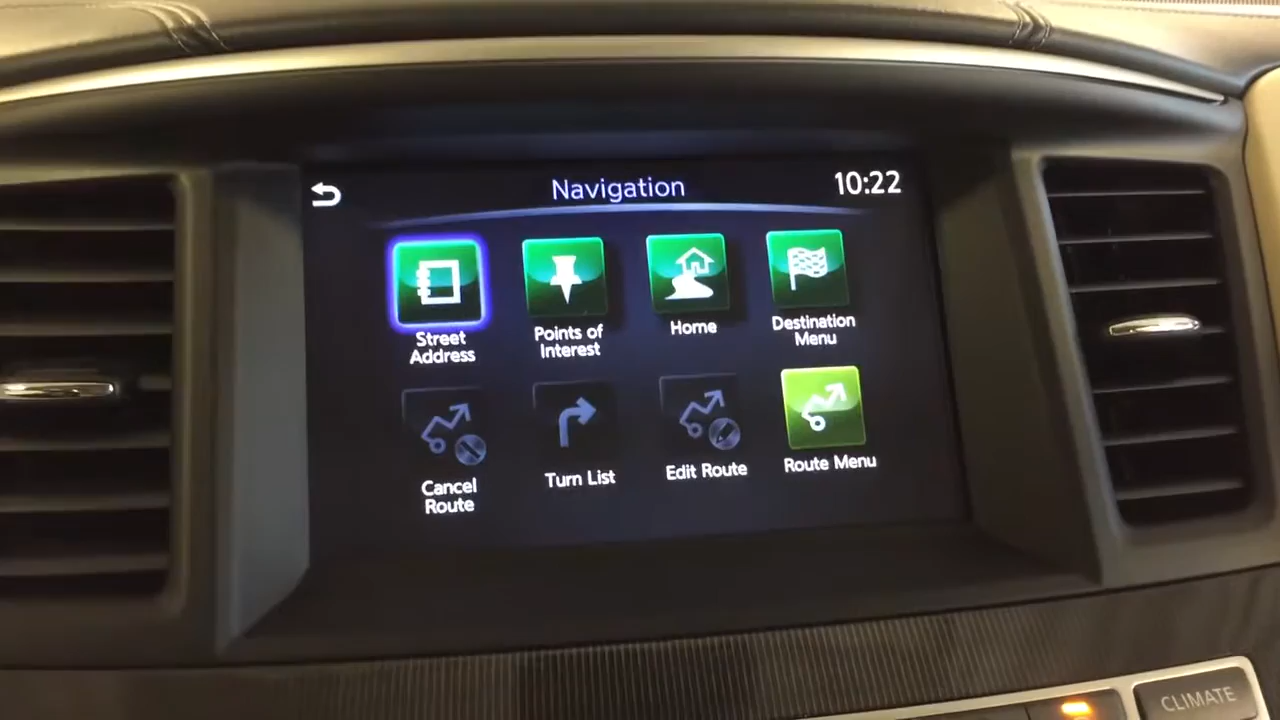 Navigation
10:22
Street
Address
Points of
Interest
Home
Destination
Menu
Cancel
Route
Turn List
Edit Route
Route Menu
CLIMATE